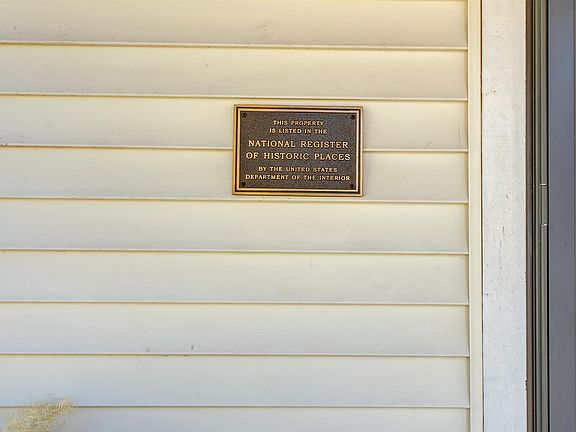 THIS PROPERTY
IS LISTED IN THE
NATIONAL REGISTER
OF HISTORIC PLACES
BY THE UNITED STATES
DEPARTMENT OF THE INTERIOR